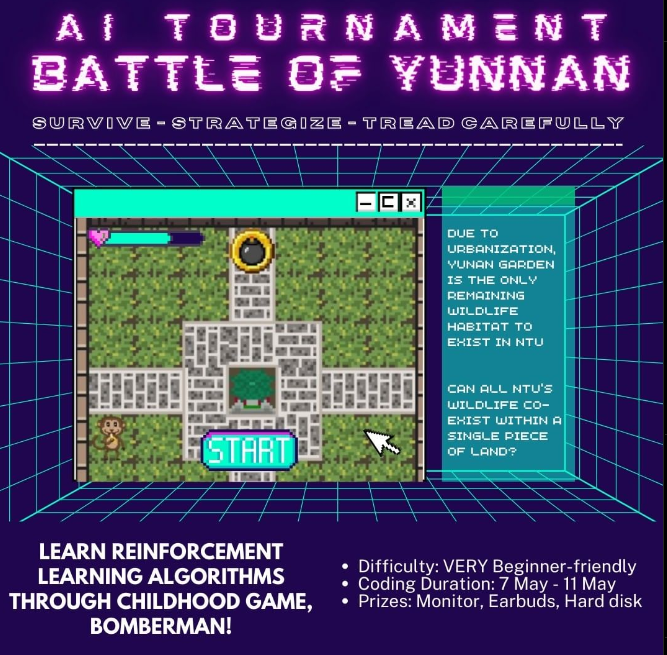 AI TOURNAMENT
BATTLE OF YUNNAN
SURVIVE - STRATEGIZE - TREAD CAREFULLY
START
DUE TO
URBANIZATION,
YUNAN GARDEN
IS THE ONLY
REMAINING
WILDLIFE
HABITAT TO
EXIST IN NTU
CAN ALL NTU'S
WILDLIFE CO-
EXIST WITHIN A
SINGLE PIECE
OF LAND?
LEARN REINFORCEMENT
LEARNING ALGORITHMS
THROUGH CHILDHOOD GAME,
BOMBERMAN!
• Difficulty: VERY Beginner-friendly
• Coding Duration: 7 May - 11 May
• Prizes: Monitor, Earbuds, Hard disk